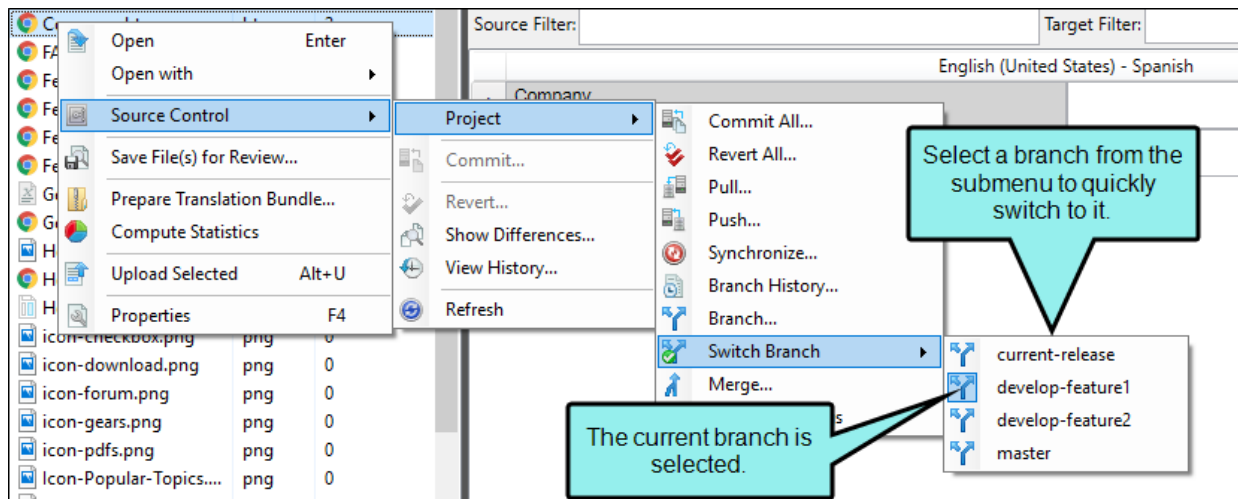 Open Enter
Open with
Source Control
Save File(s) for Review...
Prepare Translation Bundle...
Compute Statistics
Upload Selected Alt+U
Properties F4
icon-checkbox.png png 0
icon-download.png png 0
icon-forum.png png 0
icon-gears.png png 0
icon-pdfs.png png 0
Icon-Popular-Topics.... png 0
Source Filter: Target Filter:
English (United States) - Spanish
Company
Project
Commit...
Revert...
Show Differences...
View History...
Refresh
Commit All...
Revert All...
Pull...
Push...
Synchronize...
Branch History...
Branch...
Switch Branch
Merge...
Select a branch from the
submenu to quickly
switch to it.
current-release
develop-feature1
develop-feature2
master
The current branch is
selected.